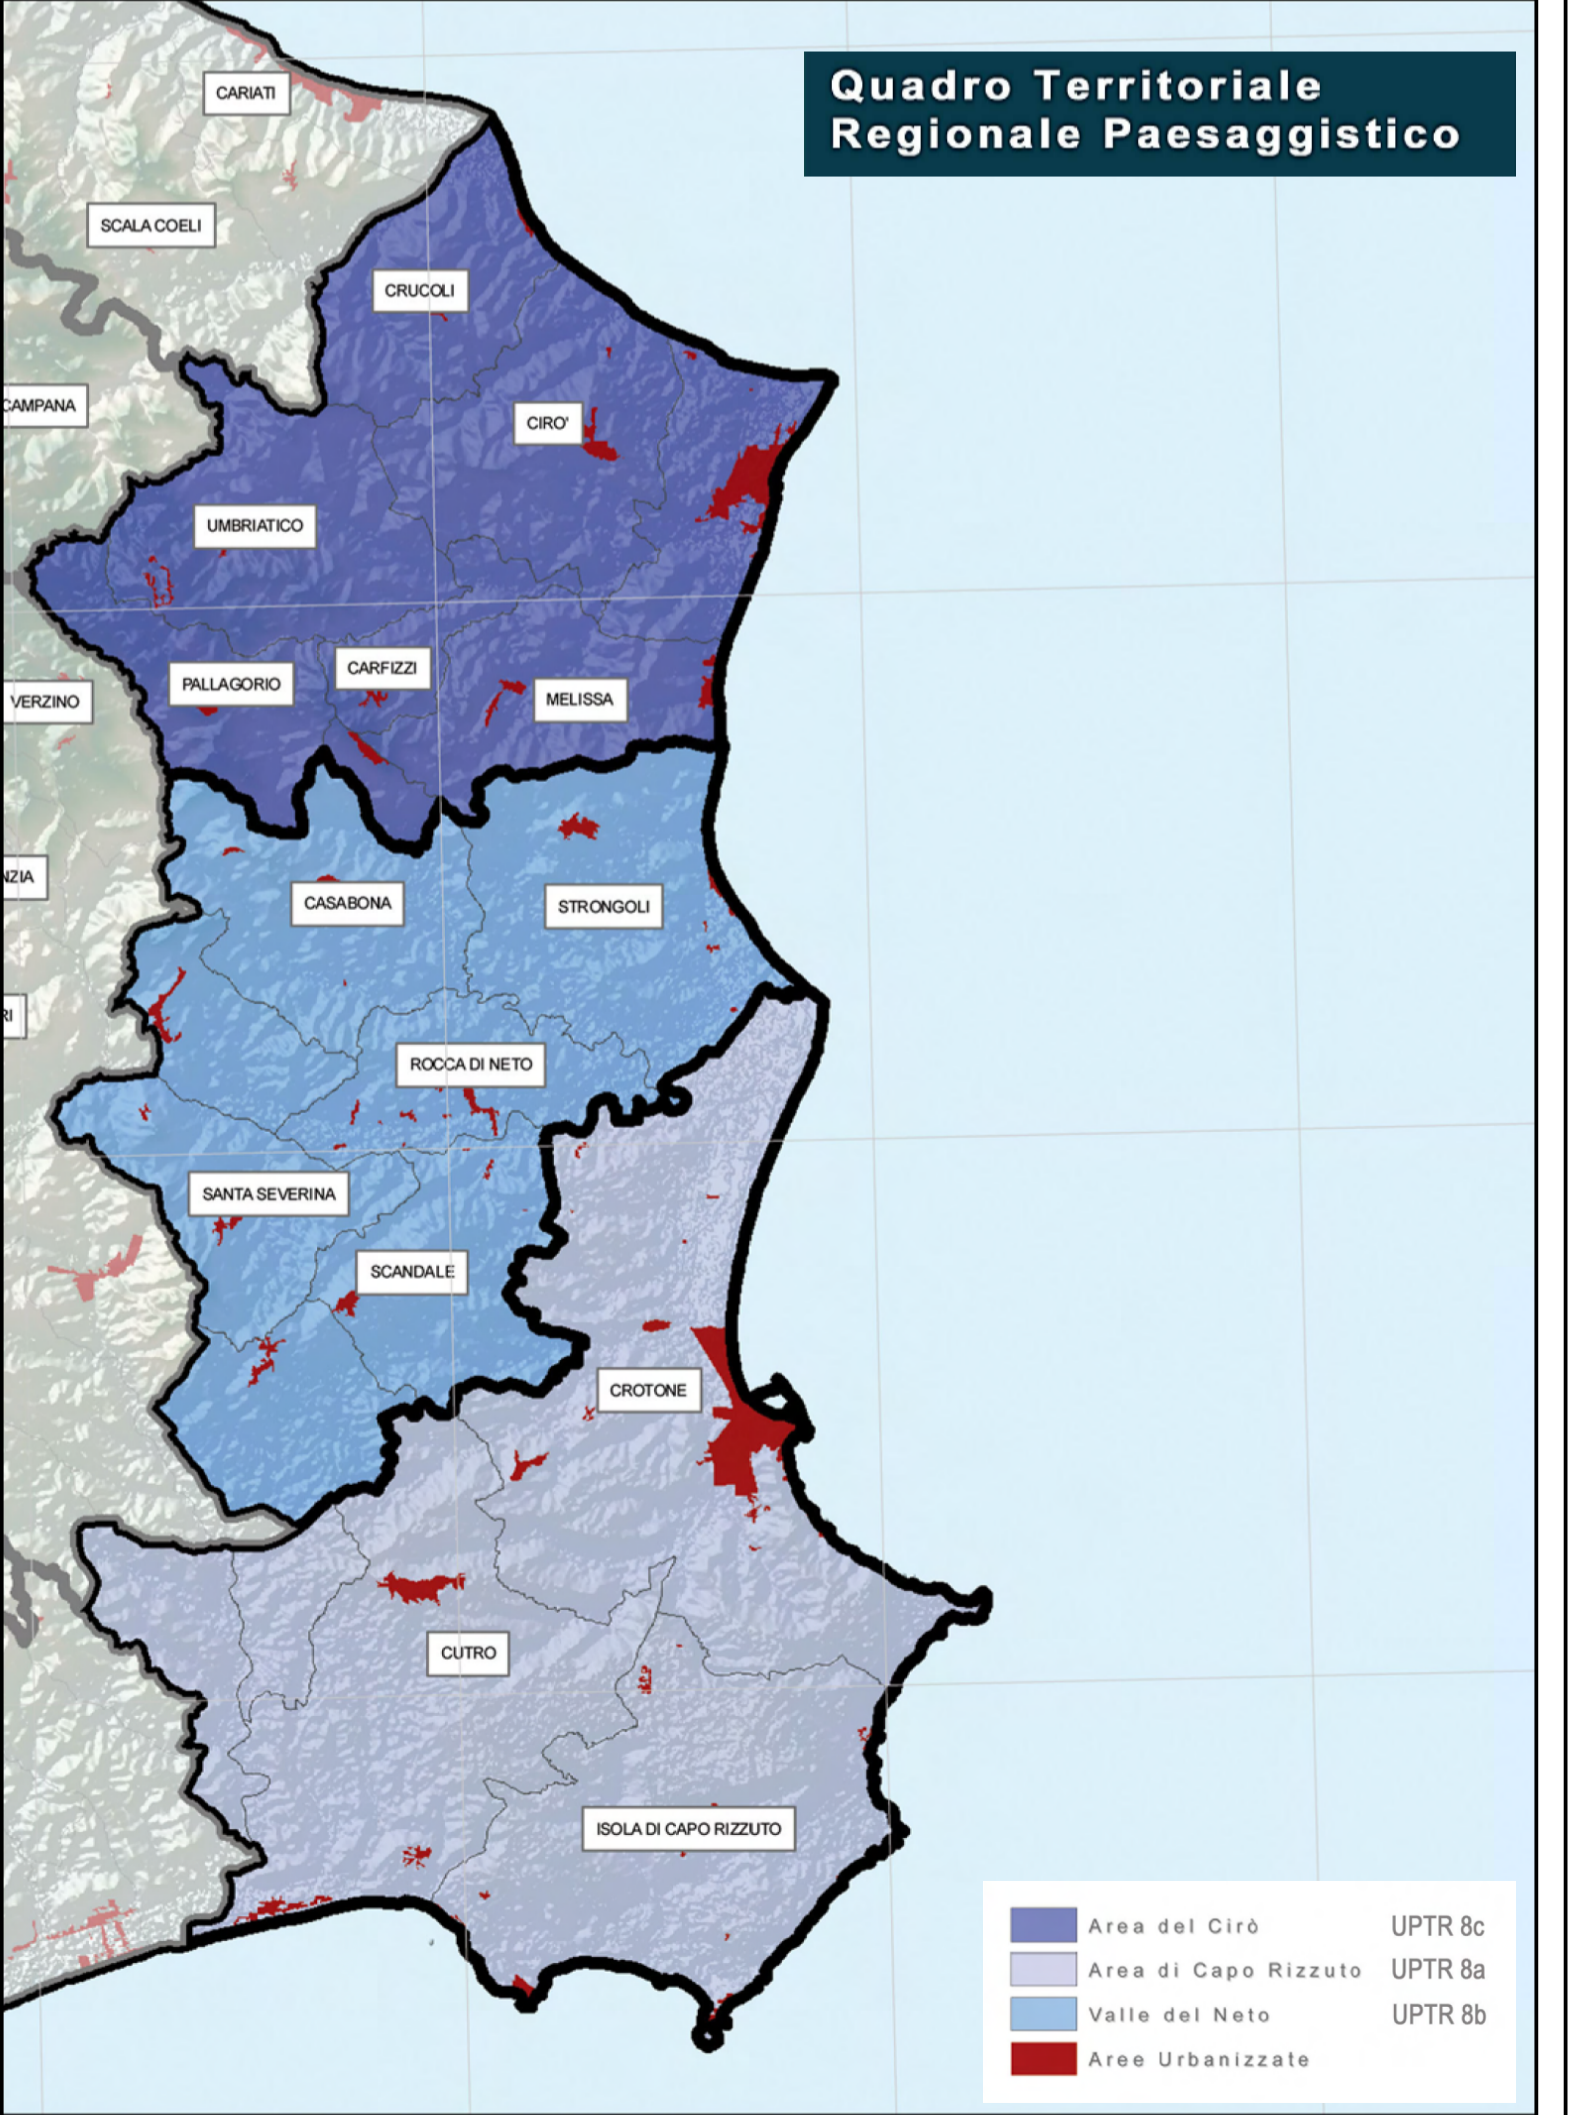 Quadro Territoriale
Regionale Paesaggistico
CARIATI
SCALA COELI
CRUCOLI
CAMPANA
CIRO'
UMBRIATICO
CARFIZZI
PALLAGORIO
MELISSA
VERZINO
NZIA
CASABONA
STRONGOLI
RI
ROCCA DI NETO
SANTA SEVERINA
SCANDALE
CROTONE
CUTRO
ISOLA DI CAPO RIZZUTO
Area del Cirò UPTR 8c
Area di Capo Rizzuto UPTR 8a
Valle del Neto UPTR 8b
Aree Urbanizzate